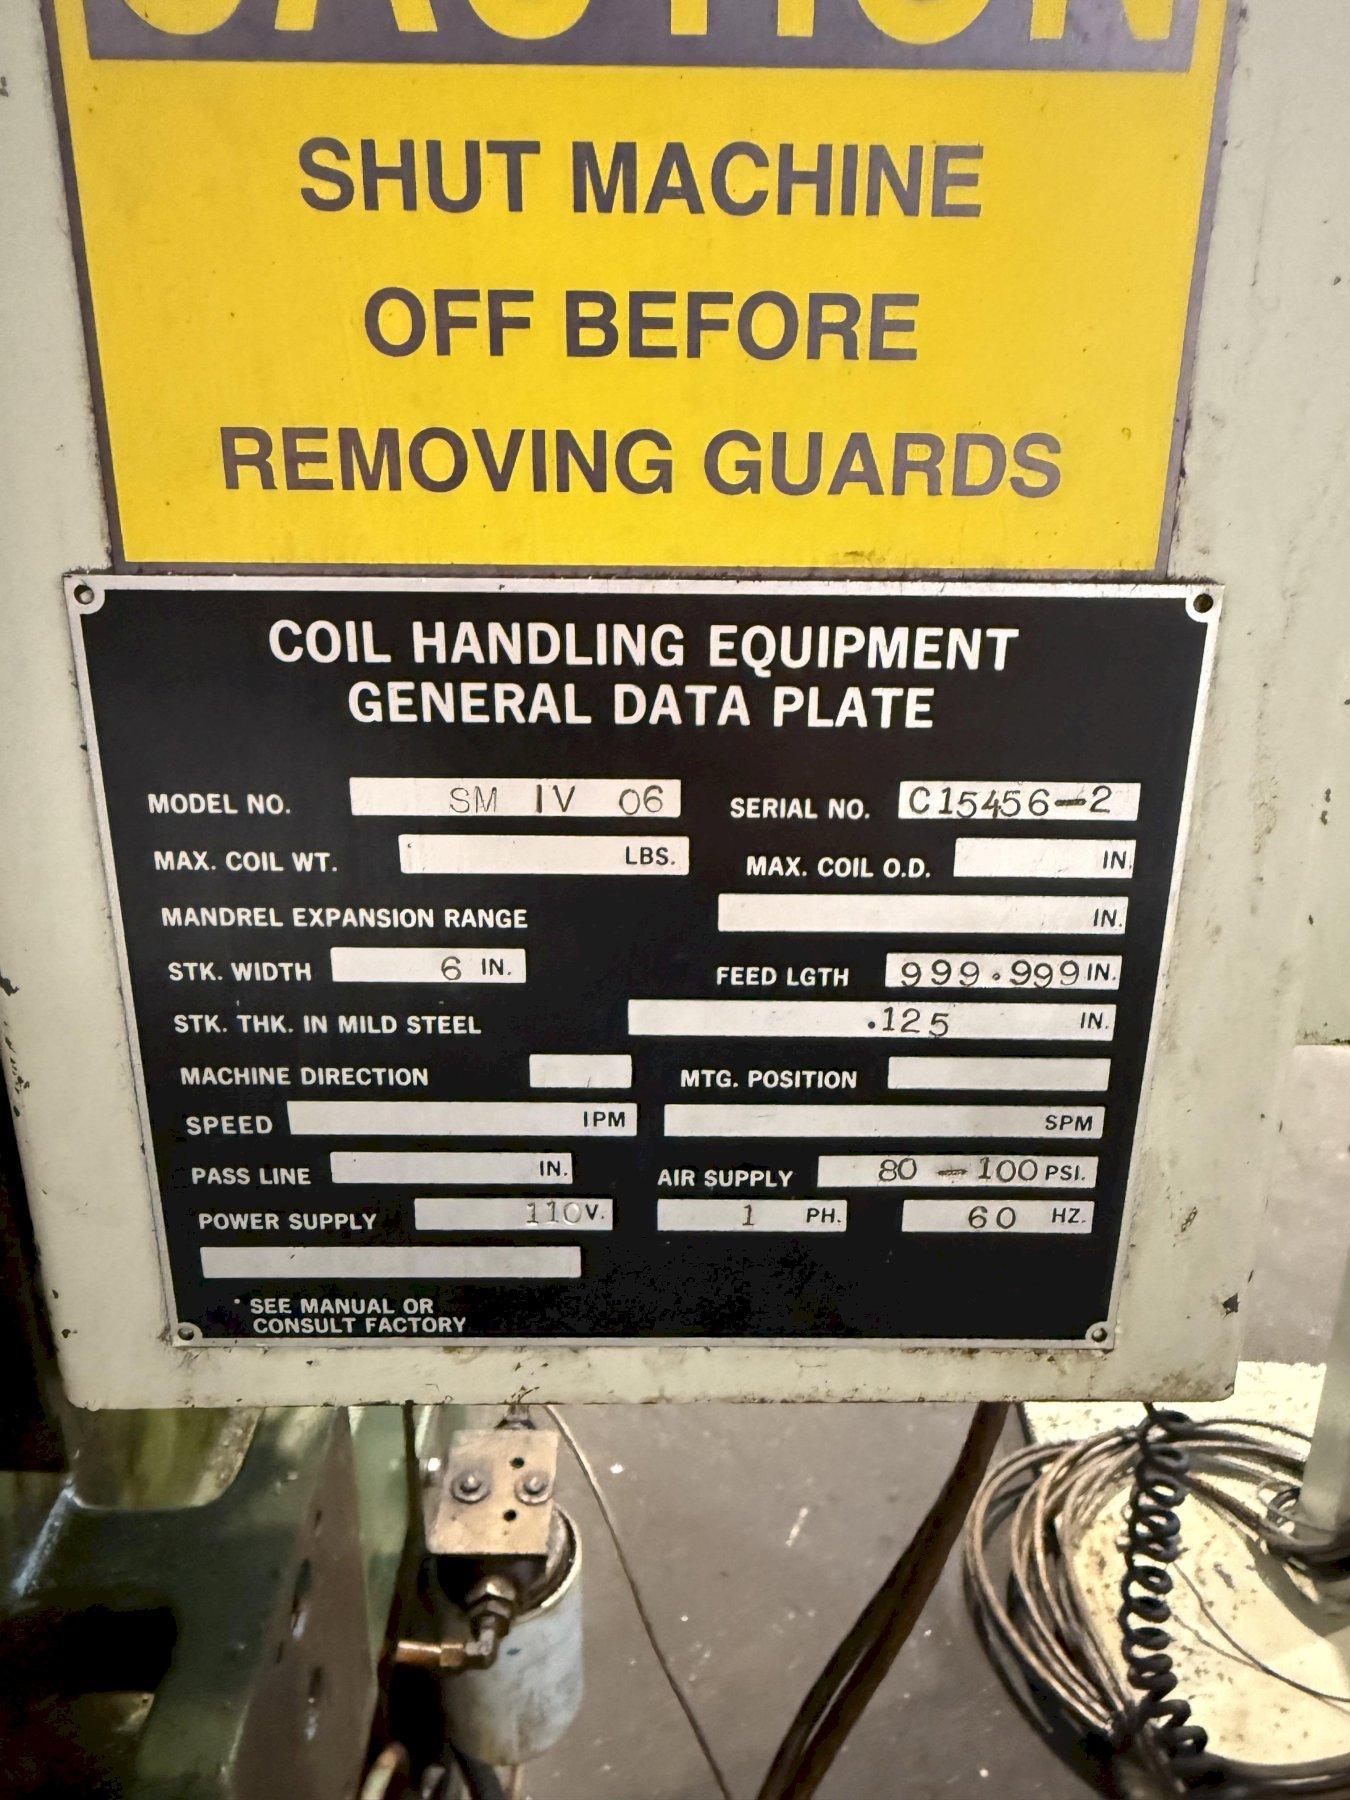 CAUTION
SHUT MACHINE
OFF BEFORE
REMOVING GUARDS
COIL HANDLING EQUIPMENT
GENERAL DATA PLATE
MODEL NO. SM IV 06 SERIAL NO. C15456-2
MAX. COIL WT. LBS. MAX. COIL O.D. IN.
MANDREL EXPANSION RANGE IN.
STK. WIDTH 6 IN. FEED LGTH 999.999 IN.
STK. THK. IN MILD STEEL .125 IN.
MACHINE DIRECTION MTG. POSITION
SPEED IPM SPM
PASS LINE IN. AIR SUPPLY 80 - 100 PSI.
POWER SUPPLY 110 V. 1 PH. 60 HZ.
* SEE MANUAL OR
CONSULT FACTORY